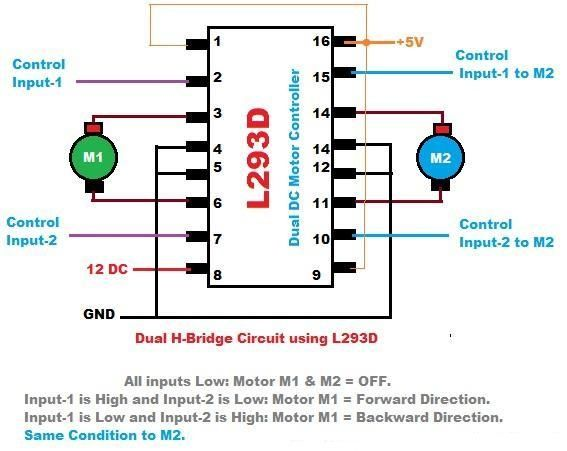 Control
Input-1
1
2
3
4
5
6
7
8
L293D
Dual DC Motor Controller
16
15
14
14
12
11
10
9
+5V
Control
Input-1 to M2
M1
M2
Control
Input-2
Control
Input-2 to M2
12 DC
GND
Dual H-Bridge Circuit using L293D
All inputs Low: Motor M1 & M2 = OFF.
Input-1 is High and Input-2 is Low: Motor M1 = Forward Direction.
Input-1 is Low and Input-2 is High: Motor M1 = Backward Direction.
Same Condition to M2.